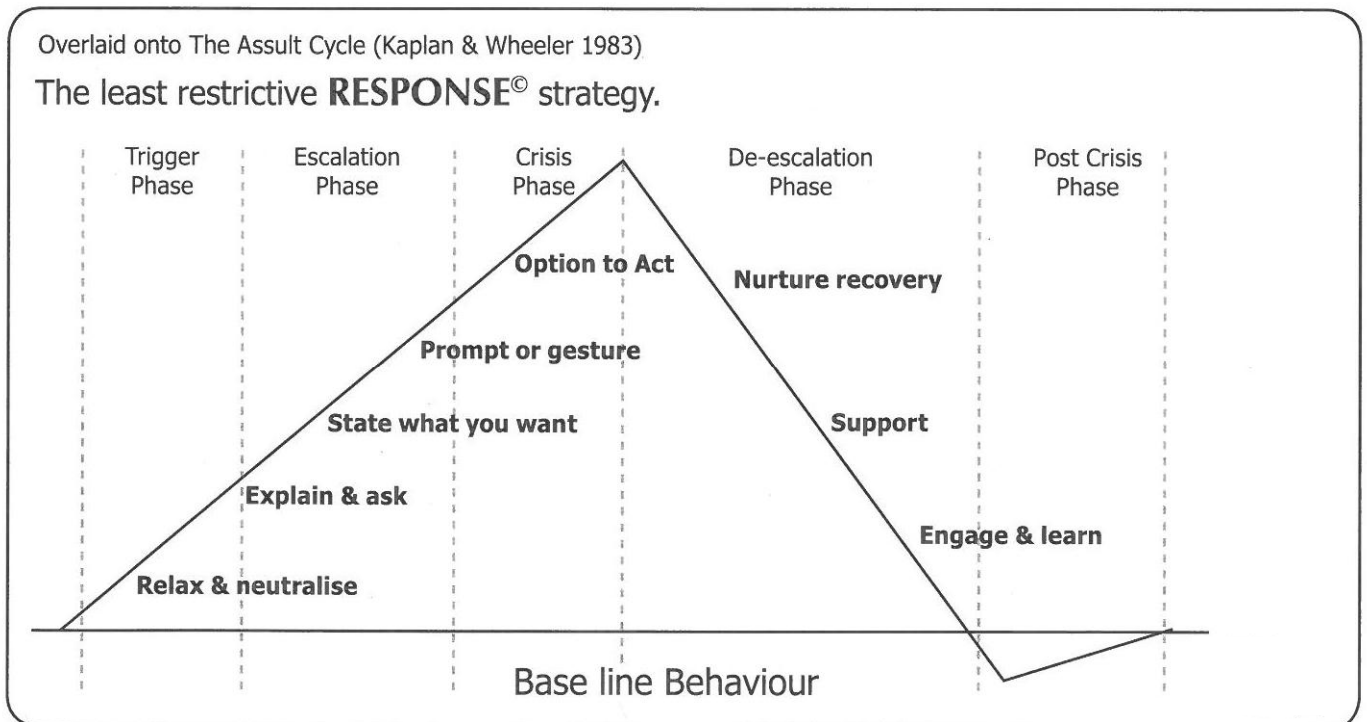 Overlaid onto The Assult Cycle (Kaplan & Wheeler 1983)
The least restrictive RESPONSE© strategy.
Trigger
Phase
Escalation
Phase
Crisis
Phase
De-escalation
Phase
Post Crisis
Phase
Option to Act
Nurture recovery
Prompt or gesture
State what you want
Support
Explain & ask
Engage & learn
Relax & neutralise
Base line Behaviour